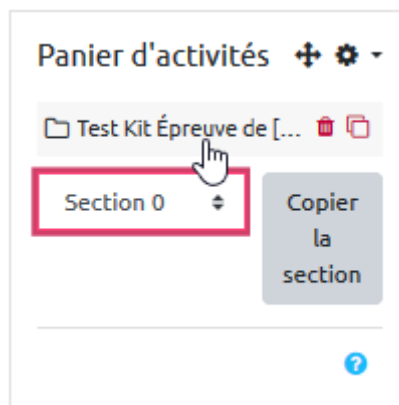 Panier d'activités
Test Kit Épreuve de [...
Section 0
Copier
la
section
?